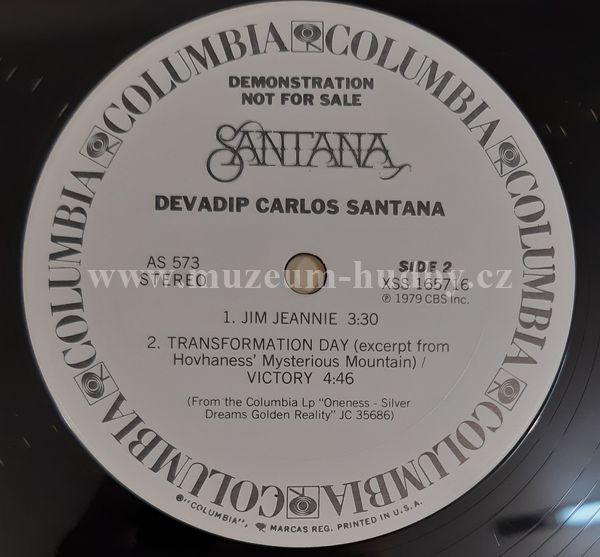 COLUMBIA COLUMBIA COLUMBIA COLUMBIA COLUMBIA COLUMBIA
DEMONSTRATION
NOT FOR SALE
SANTANA
DEVADIP CARLOS SANTANA
AS 573
STEREO
SIDE 2
XSS 165716
℗ 1979 CBS Inc.
www.muzeum-hudby.cz
1. JIM JEANNIE 3:30
2. TRANSFORMATION DAY (excerpt from
Hovhaness' Mysterious Mountain) /
VICTORY 4:46
(From the Columbia Lp "Oneness - Silver
Dreams Golden Reality" JC 35686)
® "COLUMBIA", MARCAS REG. PRINTED IN U.S.A.